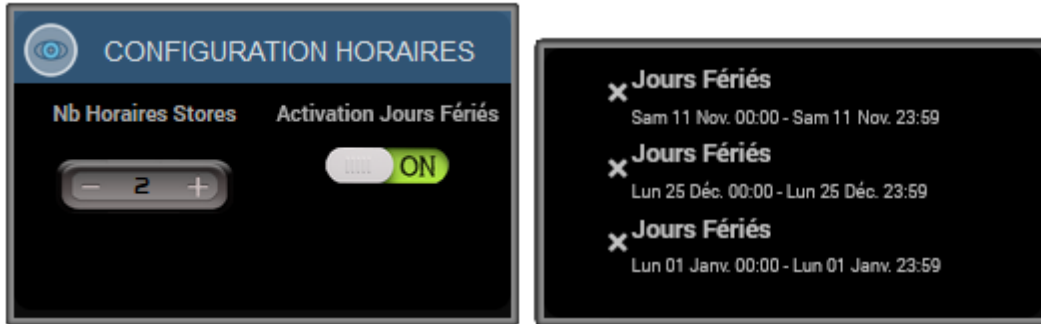 CONFIGURATION HORAIRES
Nb Horaires Stores
Activation Jours Fériés
- 2 +
ON
Jours Fériés
Sam 11 Nov. 00:00 - Sam 11 Nov. 23:59
Jours Fériés
Lun 25 Déc. 00:00 - Lun 25 Déc. 23:59
Jours Fériés
Lun 01 Janv. 00:00 - Lun 01 Janv. 23:59